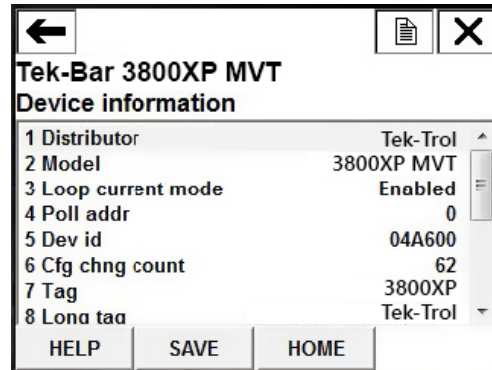 Tek-Bar 3800XP MVT
Device information
1 Distributor Tek-Trol
2 Model 3800XP MVT
3 Loop current mode Enabled
4 Poll addr 0
5 Dev id 04A600
6 Cfg chng count 62
7 Tag 3800XP
8 Long tag Tek-Trol
HELP SAVE HOME